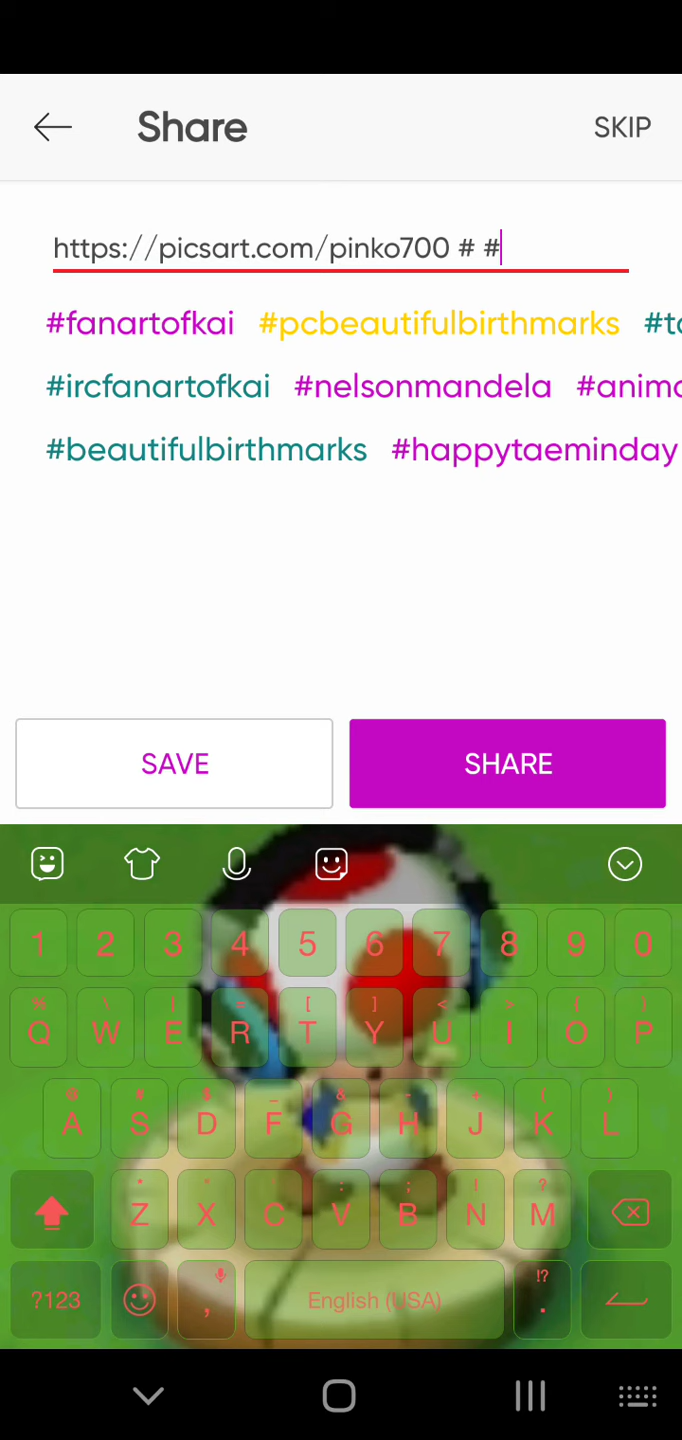 Share SKIP
https://picsart.com/pinko700 # #
#fanartofkai #pcbeautifulbirthmarks
#ircfanartofkai #nelsonmandela
#beautifulbirthmarks #happytaeminday
SAVE SHARE
1 2 3 4 5 6 7 8 9 0
% \ | = [ ] < > { }
Q W E R T Y U I O P
@ # $ _ & - + ( )
A S D F G H J K L
* " ' : ; ! ?
Z X C V B N M
!?
?123 , English (USA) .